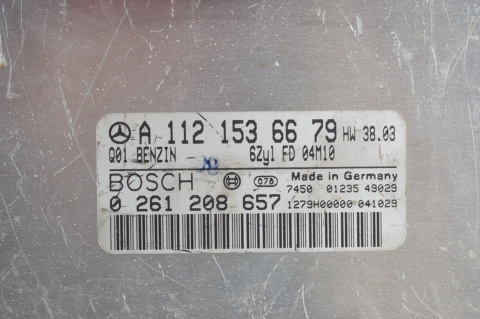 A 112 153 66 79 HW 38.03
Q01 BENZIN 6Zyl FD 04M10
BOSCH 078 Made in Germany
7450 01235 49029
0 261 208 657 1279H00000 041029